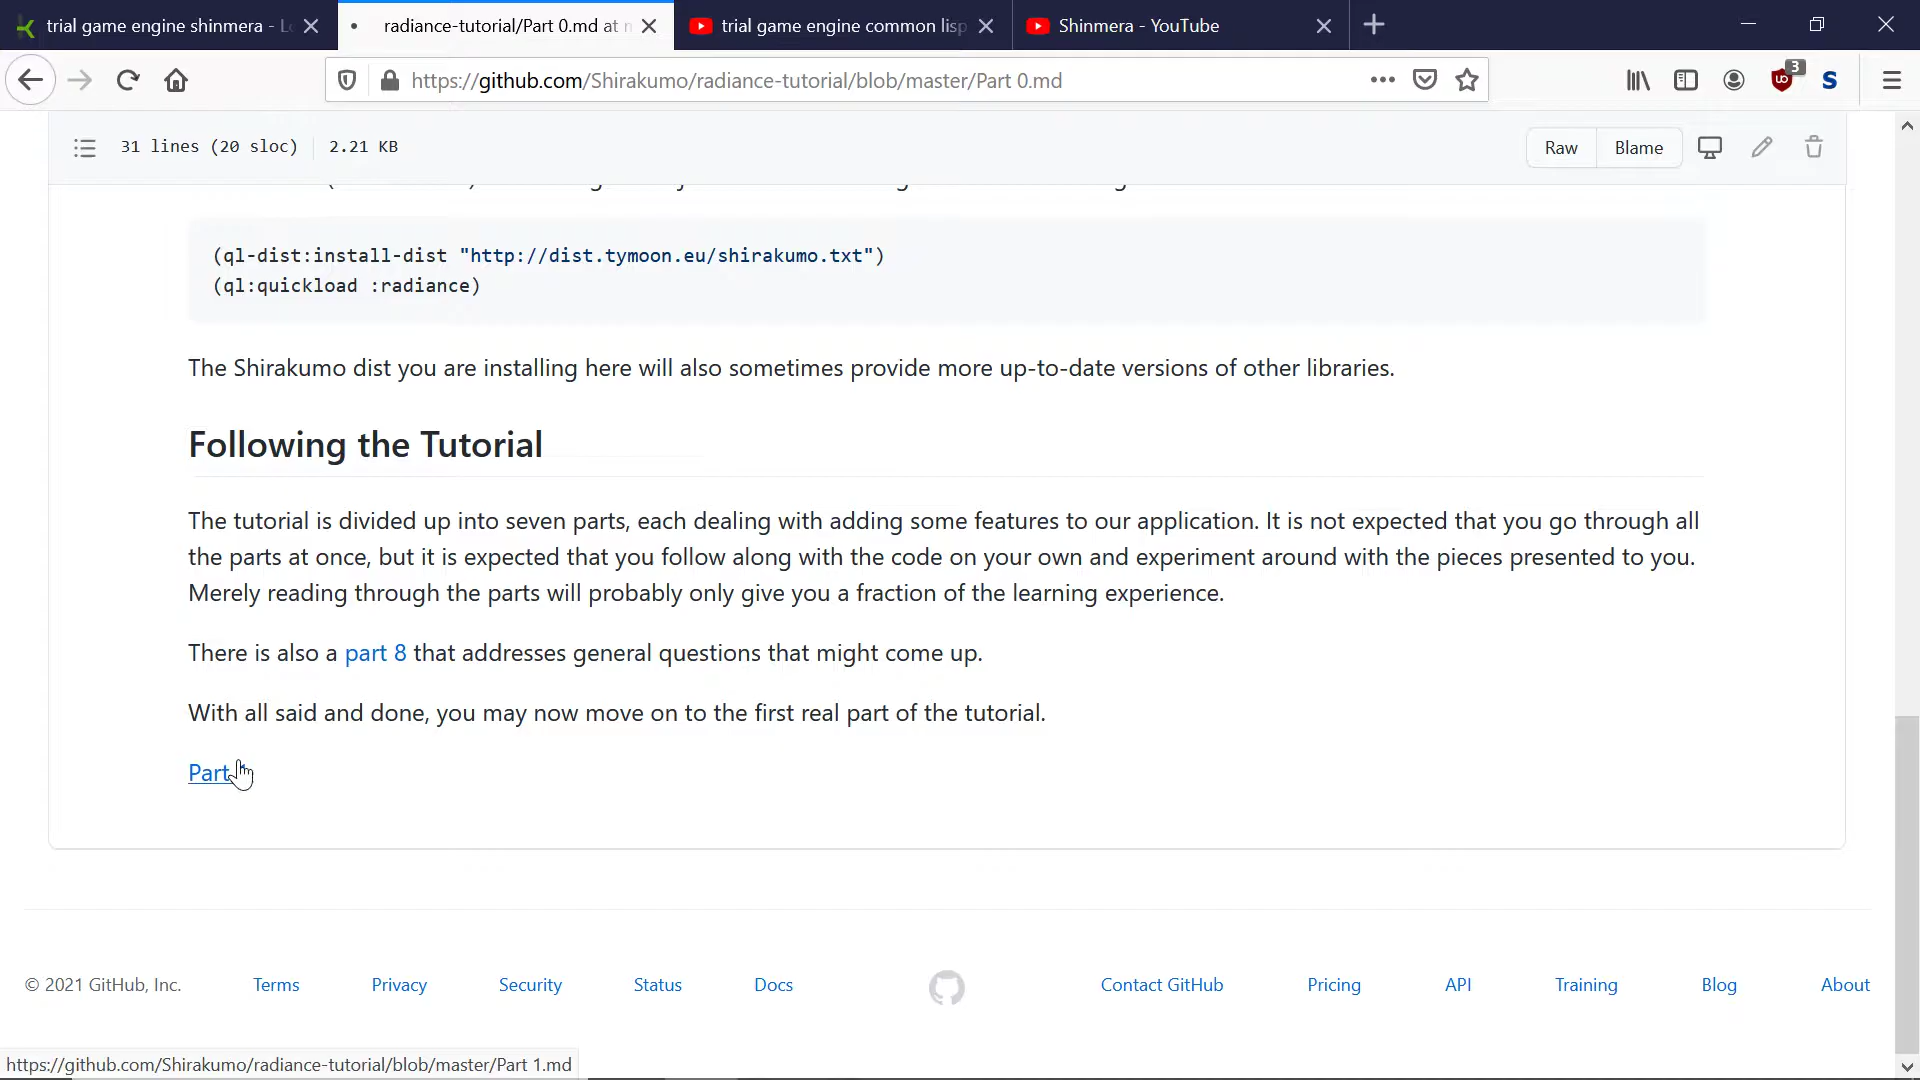 trial game engine shinmera - Lo
radiance-tutorial/Part 0.md at
trial game engine common lisp
Shinmera - YouTube
https://github.com/Shirakumo/radiance-tutorial/blob/master/Part 0.md
3
S
31 lines (20 sloc)
2.21 KB
Raw
Blame
(ql-dist:install-dist "http://dist.tymoon.eu/shirakumo.txt")
(ql:quickload :radiance)
The Shirakumo dist you are installing here will also sometimes provide more up-to-date versions of other libraries.
Following the Tutorial
The tutorial is divided up into seven parts, each dealing with adding some features to our application. It is not expected that you go through all
the parts at once, but it is expected that you follow along with the code on your own and experiment around with the pieces presented to you.
Merely reading through the parts will probably only give you a fraction of the learning experience.
There is also a part 8 that addresses general questions that might come up.
With all said and done, you may now move on to the first real part of the tutorial.
Part
© 2021 GitHub, Inc.
Terms
Privacy
Security
Status
Docs
Contact GitHub
Pricing
API
Training
Blog
About
https://github.com/Shirakumo/radiance-tutorial/blob/master/Part 1.md